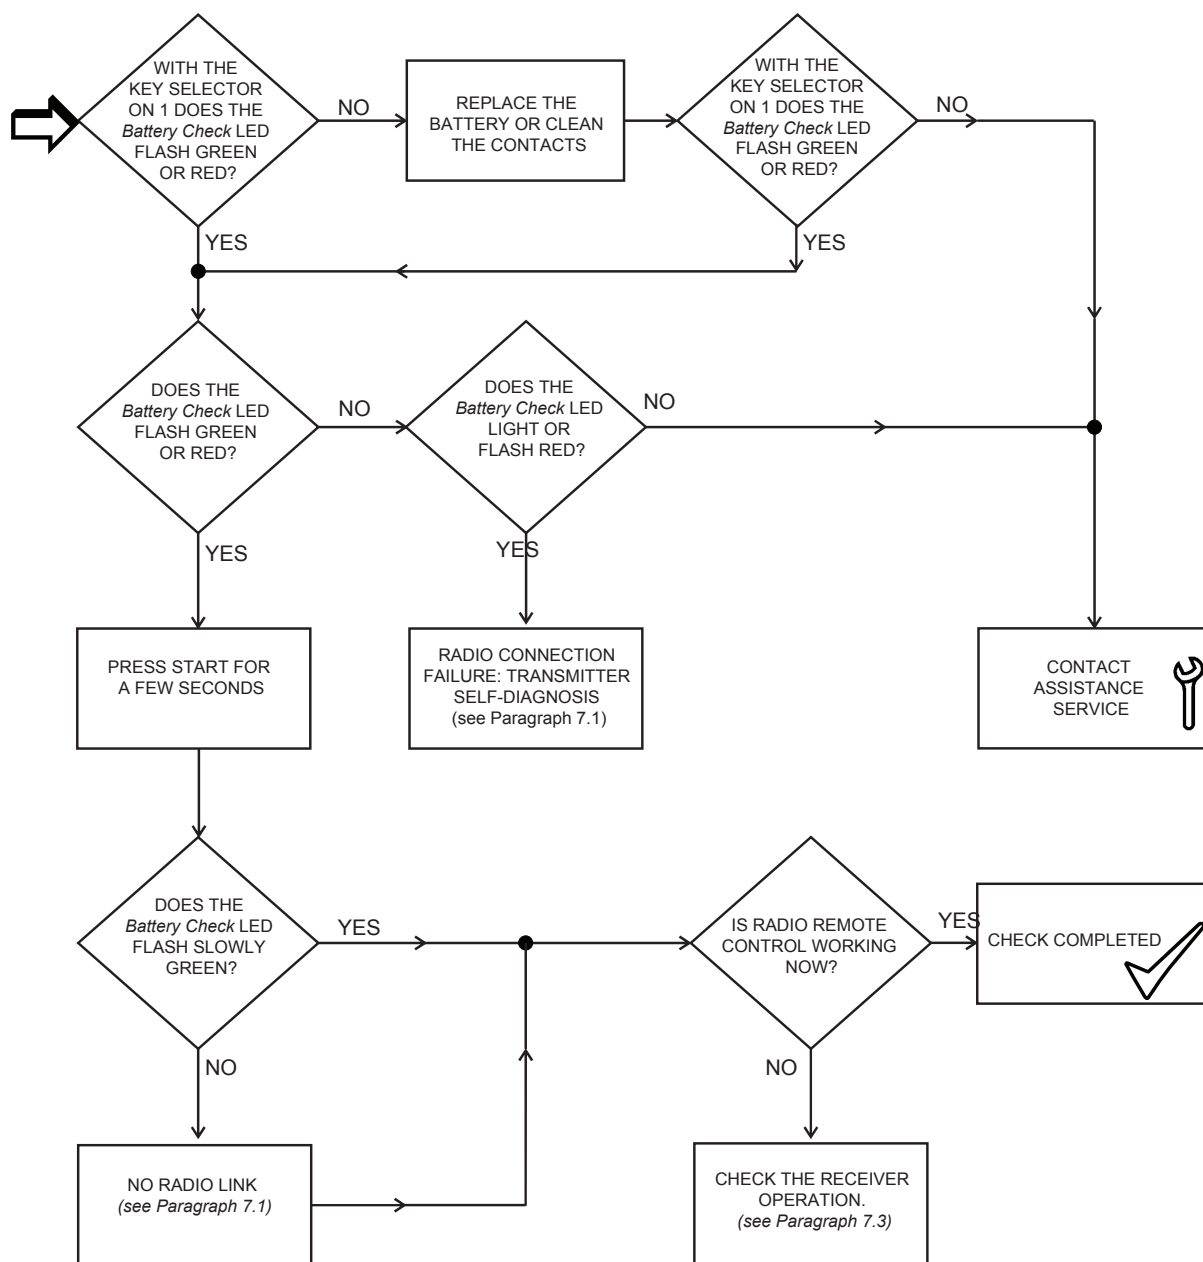 WITH THE
KEY SELECTOR
ON 1 DOES THE
Battery Check LED
FLASH GREEN
OR RED?
NO
REPLACE THE
BATTERY OR CLEAN
THE CONTACTS
WITH THE
KEY SELECTOR
ON 1 DOES THE
Battery Check LED
FLASH GREEN
OR RED?
NO
YES
YES
DOES THE
Battery Check LED
FLASH GREEN
OR RED?
NO
DOES THE
Battery Check LED
LIGHT OR
FLASH RED?
NO
YES
YES
PRESS START FOR
A FEW SECONDS
RADIO CONNECTION
FAILURE: TRANSMITTER
SELF-DIAGNOSIS
(see Paragraph 7.1)
CONTACT
ASSISTANCE
SERVICE
DOES THE
Battery Check LED
FLASH SLOWLY
GREEN?
YES
IS RADIO REMOTE
CONTROL WORKING
NOW?
YES
CHECK COMPLETED
NO
NO
NO RADIO LINK
(see Paragraph 7.1)
CHECK THE RECEIVER
OPERATION.
(see Paragraph 7.3)